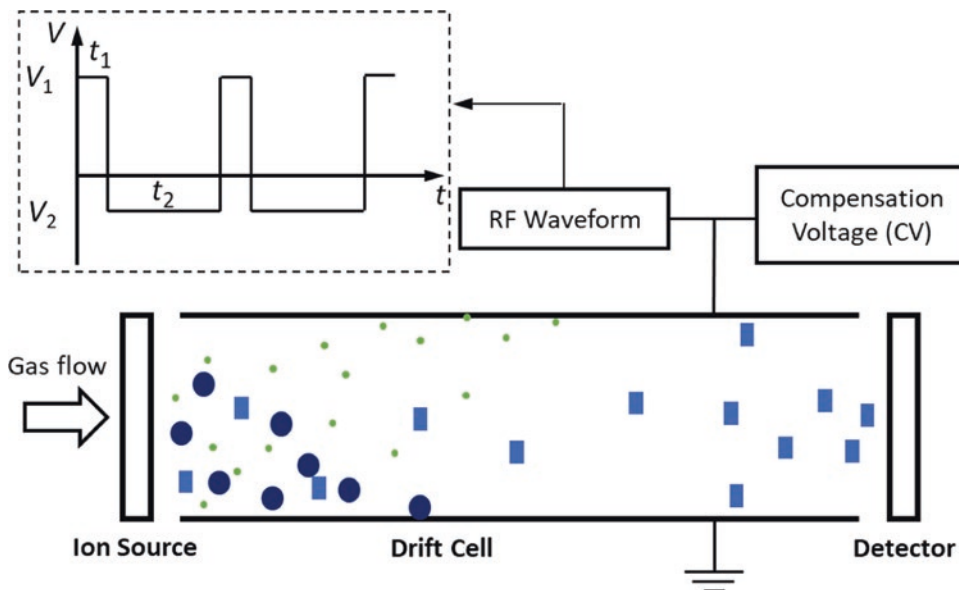 V
t₁
V₁
t₂
t
V₂
RF Waveform
Compensation
Voltage (CV)
Gas flow
Ion Source
Drift Cell
Detector